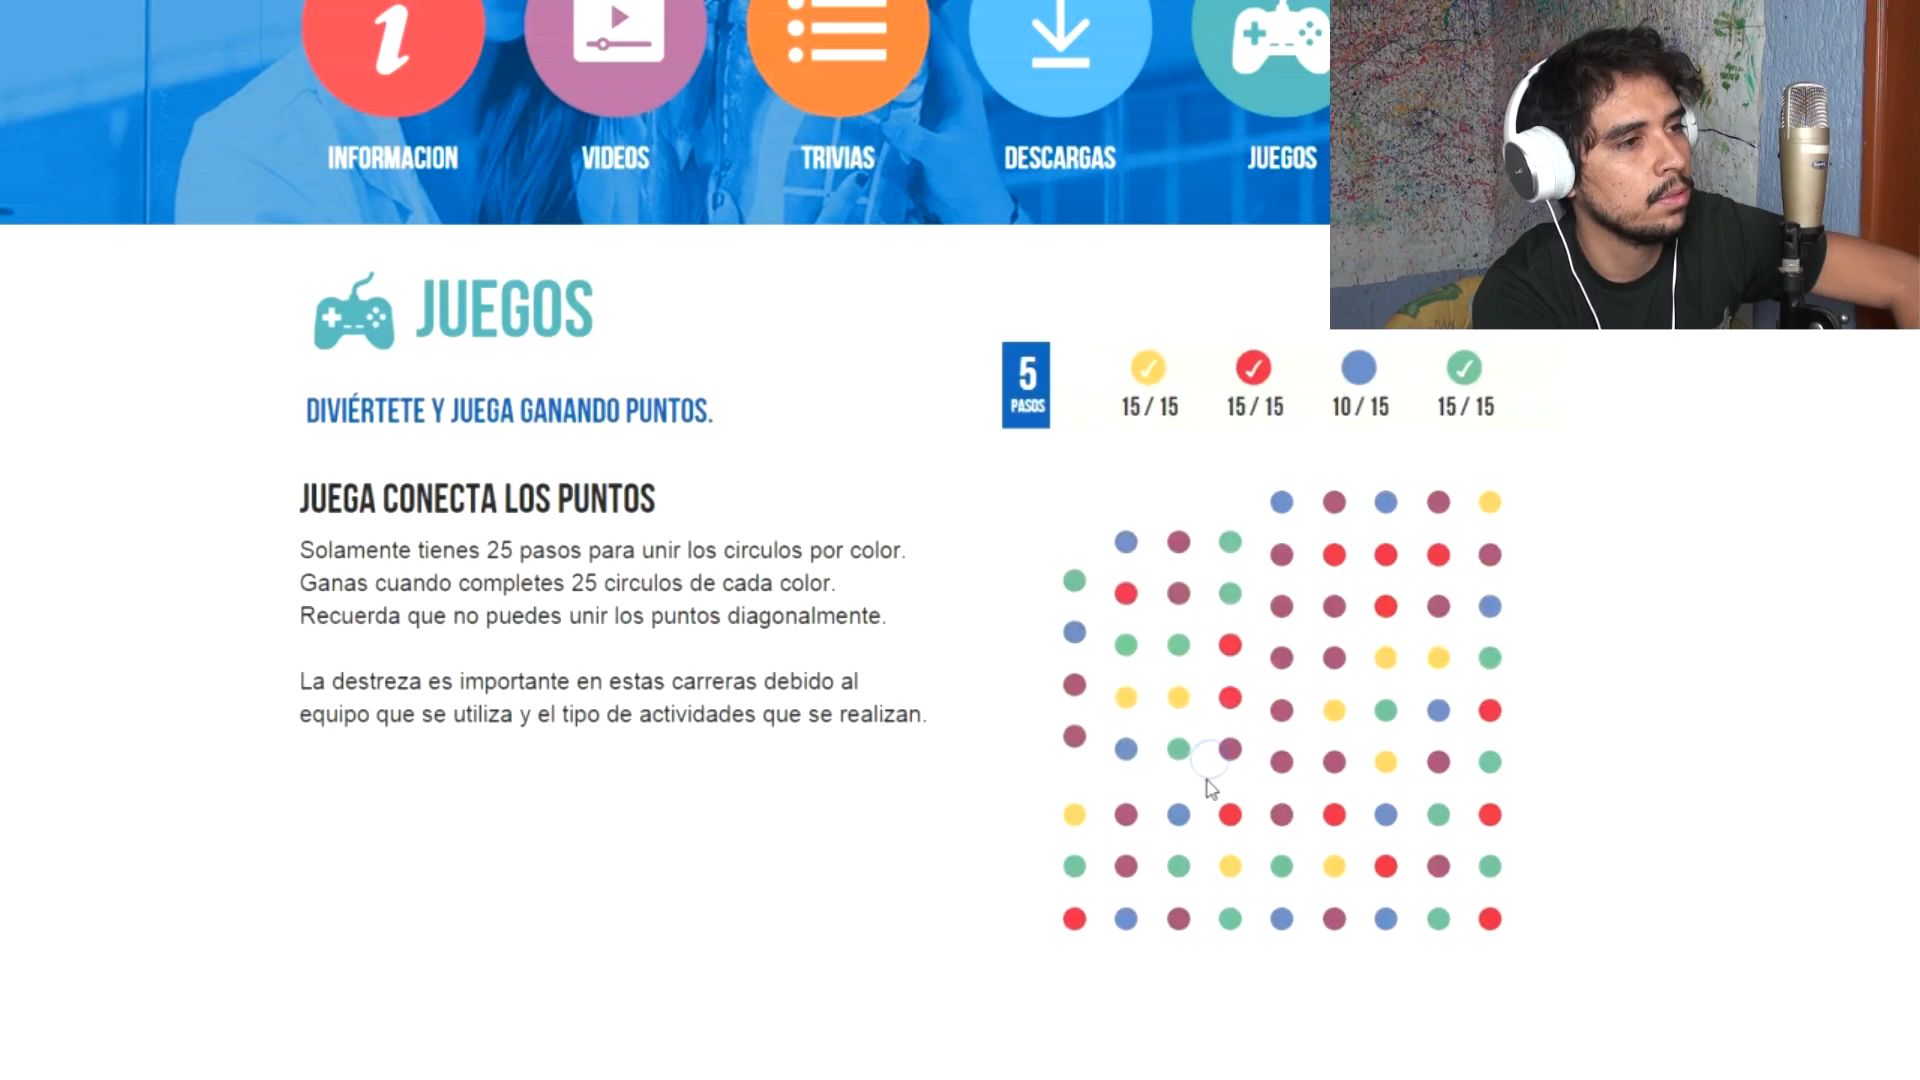 INFORMACION
VIDEOS
TRIVIAS
DESCARGAS
JUEGOS
JUEGOS
DIVIÉRTETE Y JUEGA GANANDO PUNTOS.
5
PASOS
15 / 15
15 / 15
10 / 15
15 / 15
JUEGA CONECTA LOS PUNTOS
Solamente tienes 25 pasos para unir los circulos por color.
Ganas cuando completes 25 circulos de cada color.
Recuerda que no puedes unir los puntos diagonalmente.
La destreza es importante en estas carreras debido al
equipo que se utiliza y el tipo de actividades que se realizan.